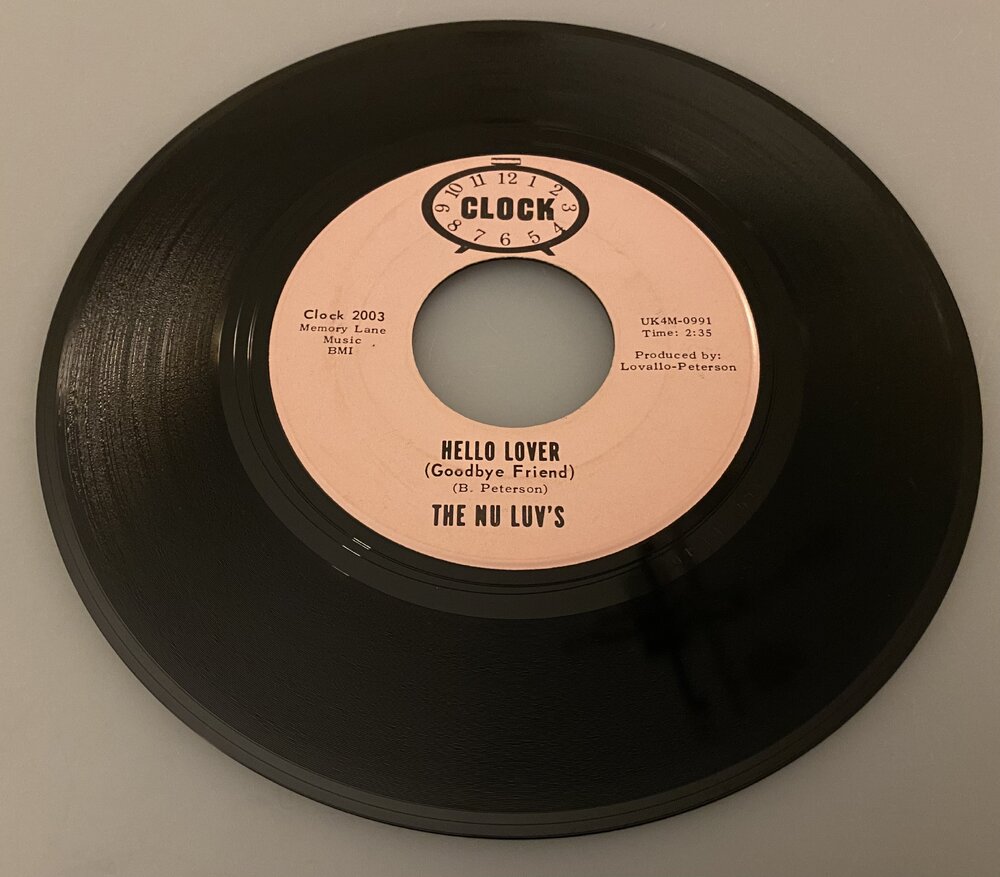 10 11 12 1 2
9 CLOCK 3
8 7 6 5 4
Clock 2003
Memory Lane
Music
BMI
UK4M-0991
Time: 2:35
Produced by:
Lovallo-Peterson
HELLO LOVER
(Goodbye Friend)
(B. Peterson)
THE NU LUV'S